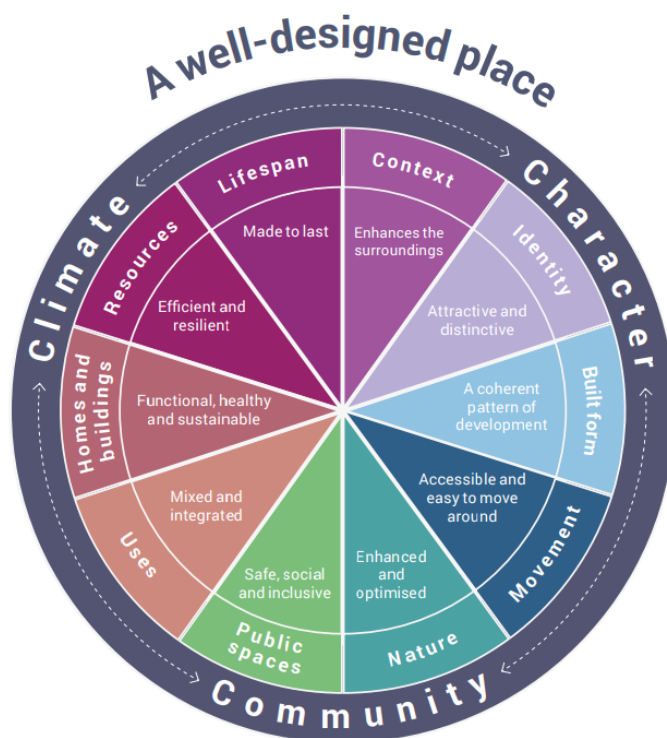 A well-designed place
Climate
Character
Community
Lifespan
Made to last
Context
Enhances the
surroundings
Identity
Attractive and
distinctive
Built form
A coherent
pattern of
development
Movement
Accessible and
easy to move
around
Nature
Enhanced
and
optimised
Public
spaces
Safe, social
and inclusive
Uses
Mixed and
integrated
Homes and
buildings
Functional, healthy
and sustainable
Resources
Efficient and
resilient